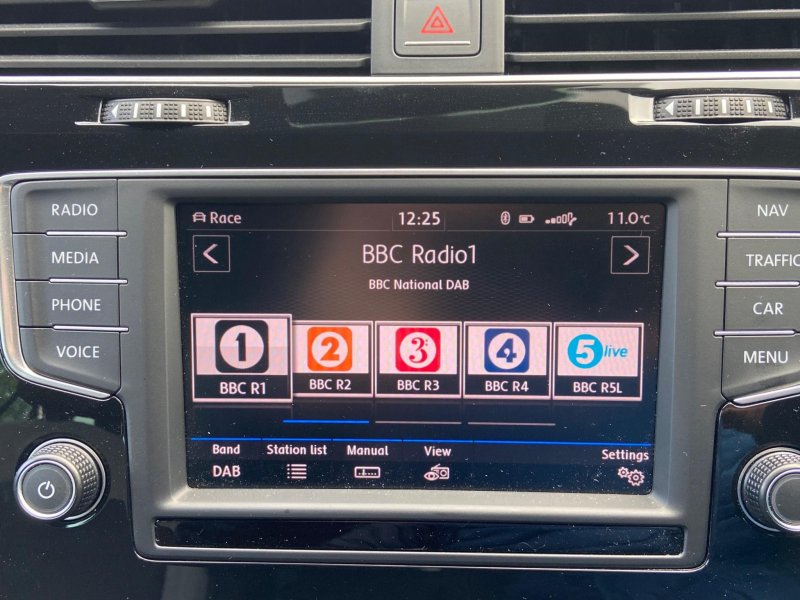 RADIO
MEDIA
PHONE
VOICE
Race 12:25 11.0°C
BBC Radio1
BBC National DAB
1 2 3 4 5 live
BBC R1 BBC R2 BBC R3 BBC R4 BBC R5L
Band Station list Manual View Settings
DAB
NAV
TRAFFIC
CAR
MENU